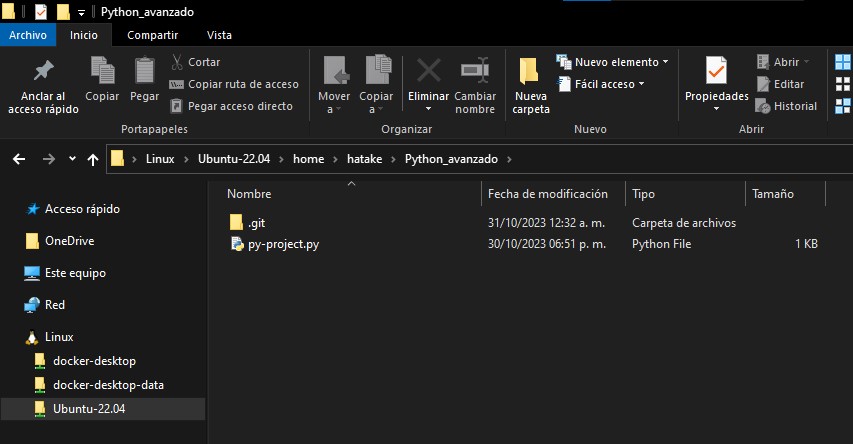 Python_avanzado
Archivo Inicio Compartir Vista
Anclar al acceso rápido
Copiar
Pegar
Cortar
Copiar ruta de acceso
Pegar acceso directo
Portapapeles
Mover a
Copiar a
Eliminar
Cambiar nombre
Organizar
Nueva carpeta
Nuevo elemento
Fácil acceso
Nuevo
Propiedades
Abrir
Editar
Historial
Abrir
Linux > Ubuntu-22.04 > home > hatake > Python_avanzado >
Nombre Fecha de modificación Tipo Tamaño
.git 31/10/2023 12:32 a. m. Carpeta de archivos
py-project.py 30/10/2023 06:51 p. m. Python File 1 KB
Acceso rápido
OneDrive
Este equipo
Red
Linux
docker-desktop
docker-desktop-data
Ubuntu-22.04